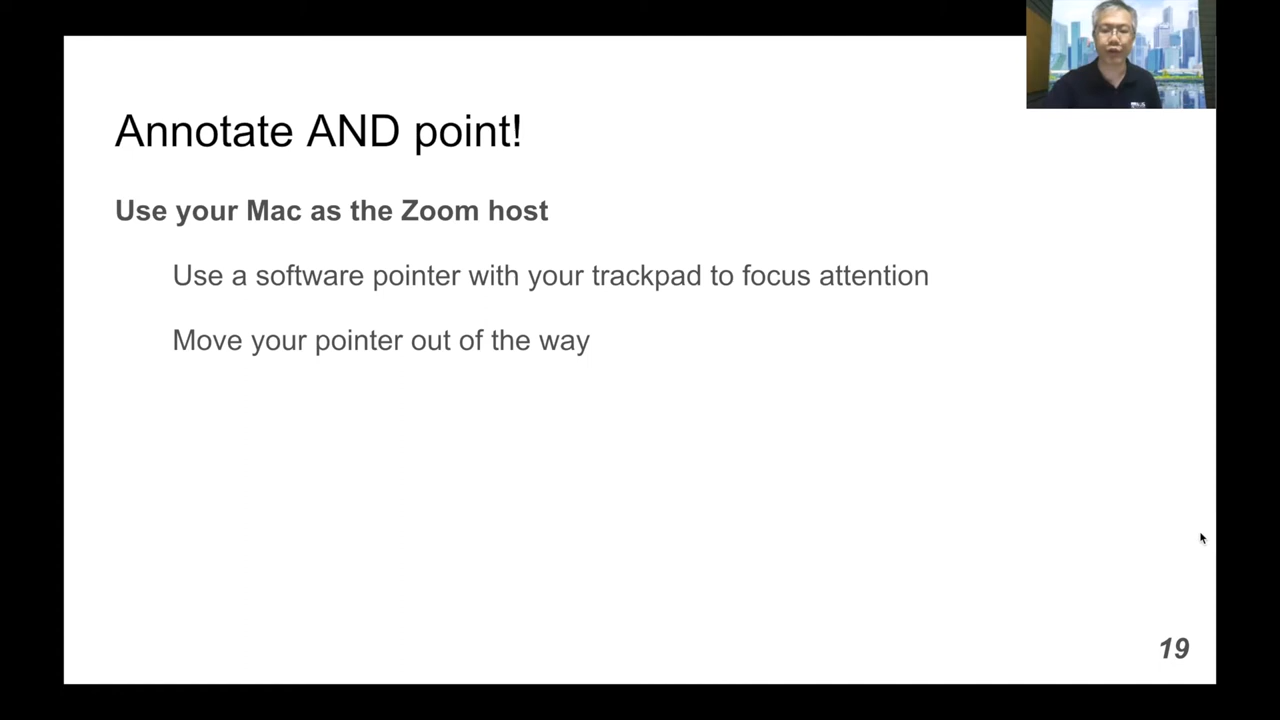 Annotate AND point!
Use your Mac as the Zoom host
Use a software pointer with your trackpad to focus attention
Move your pointer out of the way
19